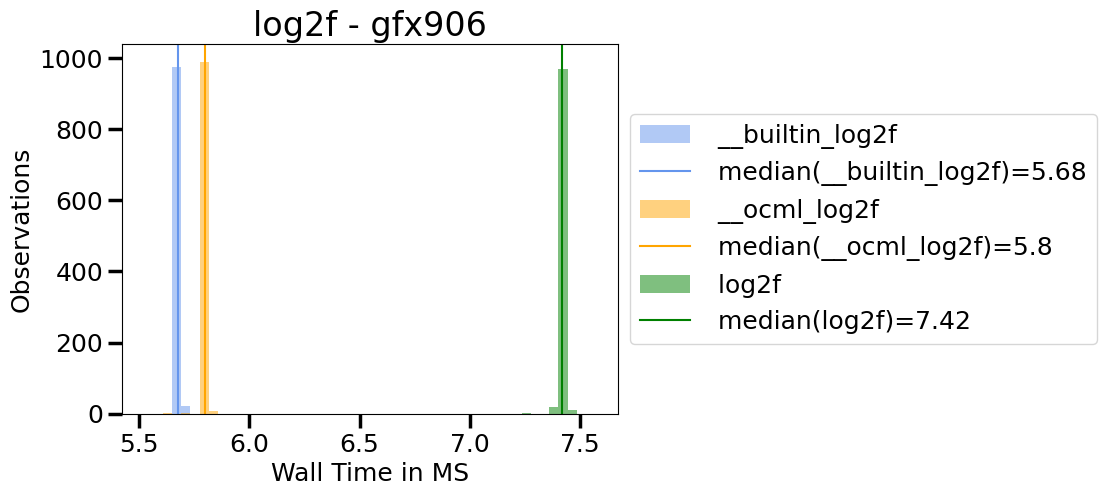 log2f - gfx906
1000
800
600
400
200
0
Observations
5.5 6.0 6.5 7.0 7.5
Wall Time in MS
__builtin_log2f
median(__builtin_log2f)=5.68
__ocml_log2f
median(__ocml_log2f)=5.8
log2f
median(log2f)=7.42